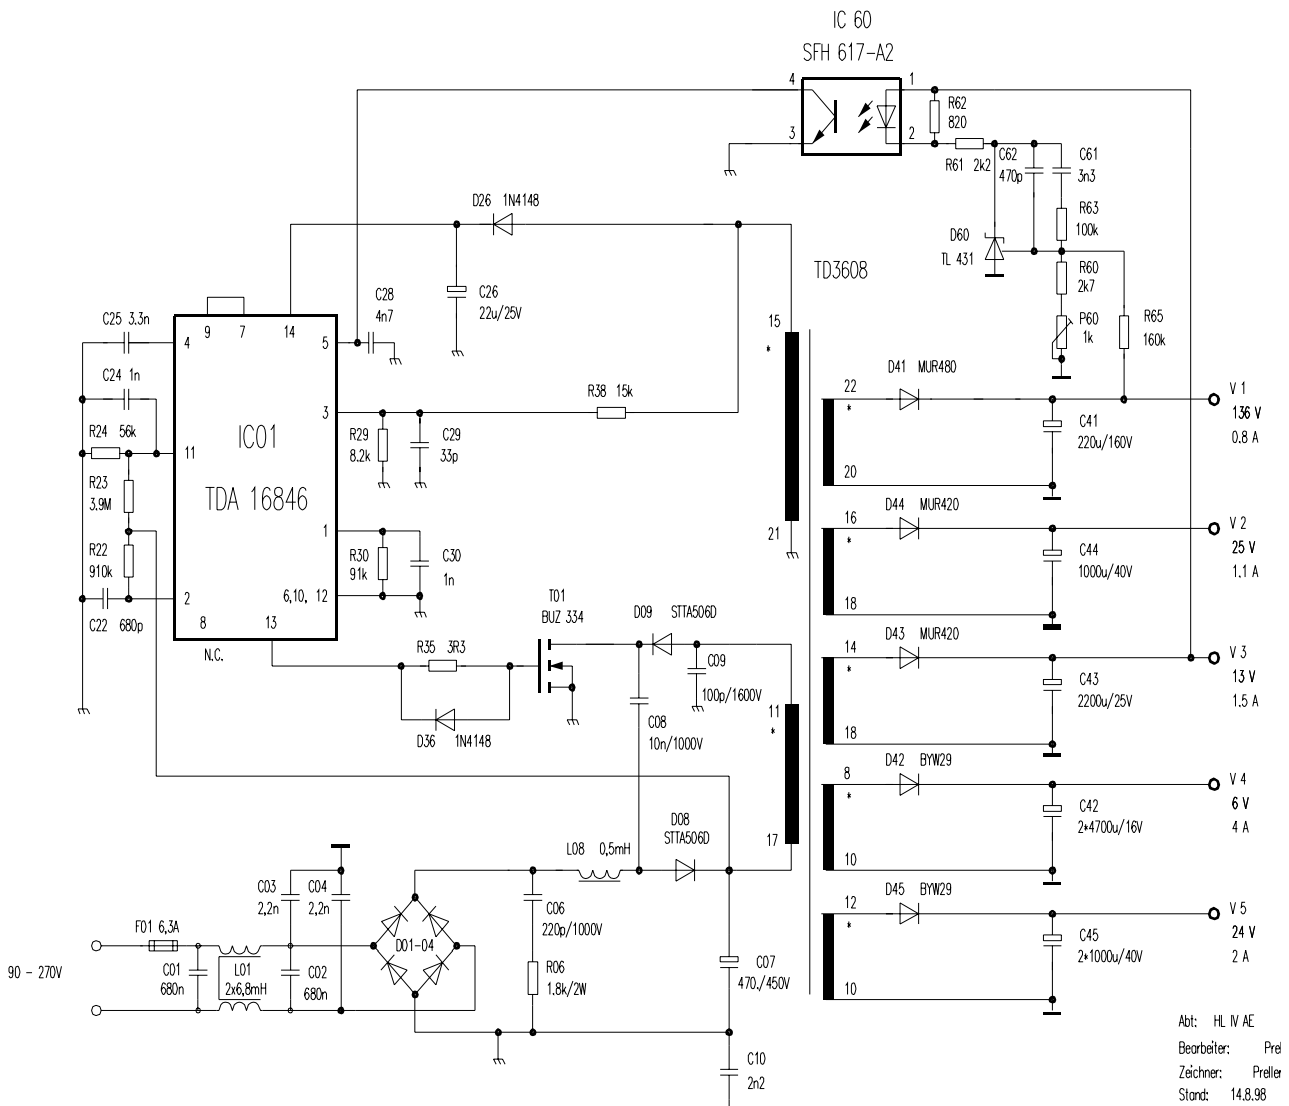 IC 60
SFH 617-A2
4
1
3
2
R62
820
R61 2k2
C62
470p
C61
3n3
R63
100k
D60
TL 431
R60
2k7
P60
1k
R65
160k
D26 1N4148
C26
22u/25V
C28
4n7
TD3608
C25 3.3n
C24 1n
R24 56k
R23
3.9M
R22
910k
C22 680p
9
7
14
4
5
3
11
IC01
TDA 16846
1
2
6,10, 12
8
13
N.C.
R38 15k
R29
8.2k
C29
33p
R30
91k
C30
1n
15
*
21
22
*
20
D41 MUR480
C41
220u/160V
V 1
136 V
0.8 A
16
*
18
D44 MUR420
C44
1000u/40V
V 2
25 V
1.1 A
T01
BUZ 334
D09 STTA506D
R35 3R3
D36 1N4148
C09
100p/1600V
C08
10n/1000V
11
*
17
14
*
18
D43 MUR420
C43
2200u/25V
V 3
13 V
1.5 A
8
*
10
D42 BYW29
C42
2*4700u/16V
V 4
6 V
4 A
D08
STTA506D
L08 0,5mH
12
*
10
D45 BYW29
C45
2*1000u/40V
V 5
24 V
2 A
C03
2,2n
C04
2,2n
F01 6,3A
90 - 270V
C01
680n
L01
2x6,8mH
C02
680n
D01-04
C06
220p/1000V
R06
1.8k/2W
C07
470./450V
C10
2n2
Abt: HL IV AE
Bearbeiter: Prel
Zeichner: Preller
Stand: 14.8.98